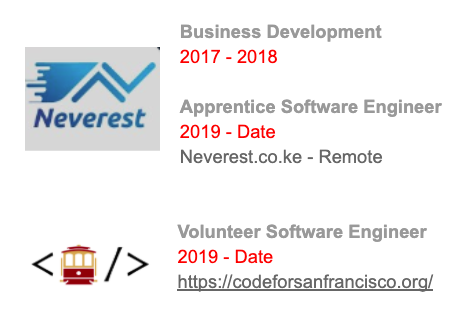 Business Development
2017 - 2018
Neverest
Apprentice Software Engineer
2019 - Date
Neverest.co.ke - Remote
Volunteer Software Engineer
2019 - Date
< />
https://codeforsanfrancisco.org/